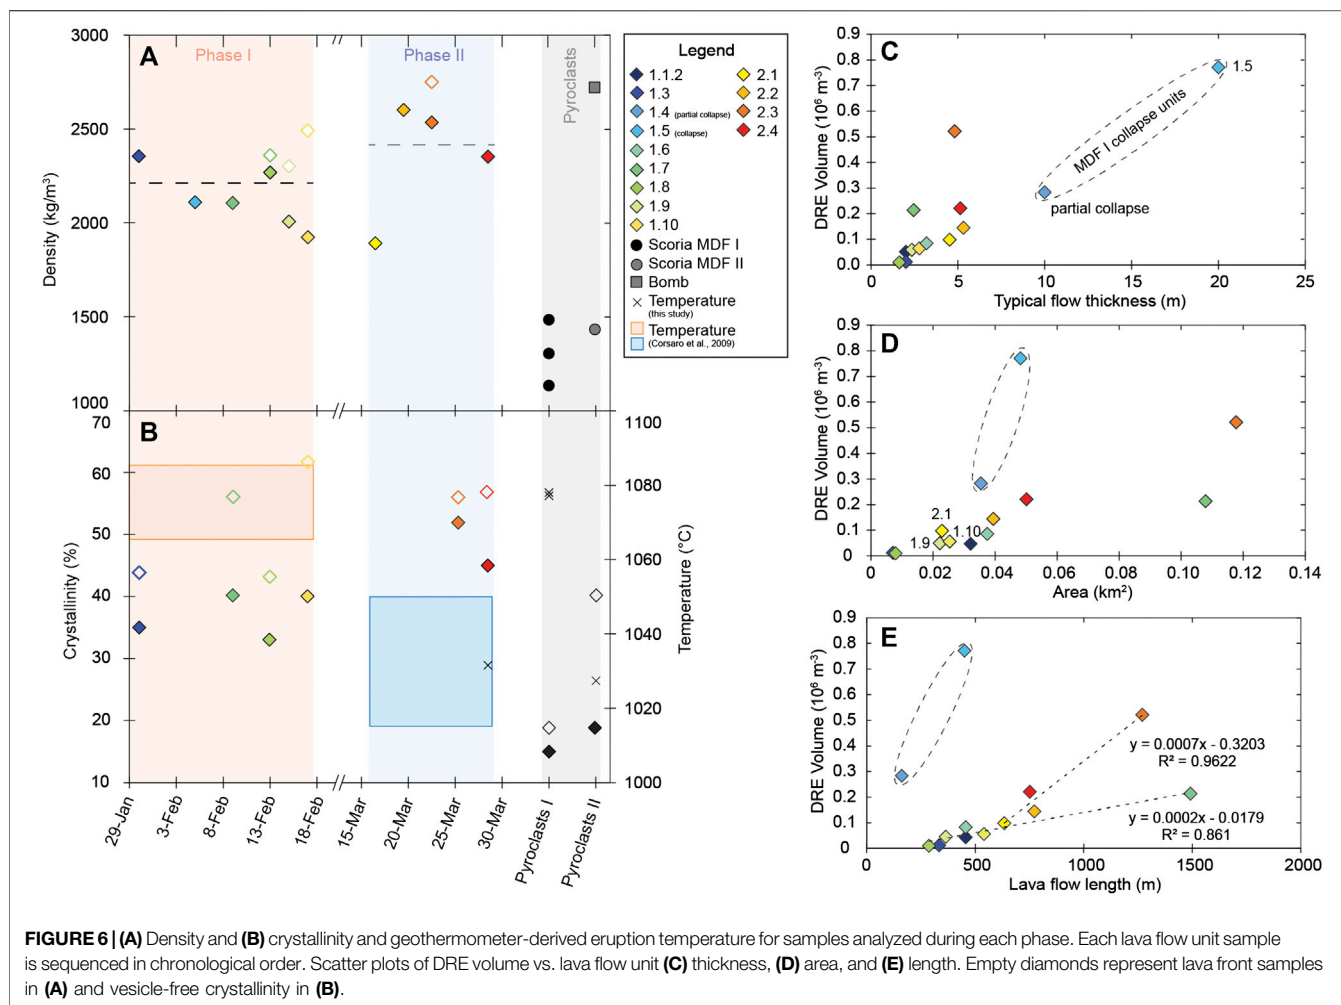 A
Phase I
Phase II
Pyroclasts
3000
2500
2000
1500
1000
Density (kg/m³)
B
70
60
50
40
30
20
10
Crystallinity (%)
1100
1080
1060
1040
1020
1000
Temperature (°C)
29-Jan
3-Feb
8-Feb
13-Feb
18-Feb
15-Mar
20-Mar
25-Mar
30-Mar
Pyroclasts I
Pyroclasts II
Legend
1.1.2
1.3
1.4 (partial collapse)
1.5 (collapse)
1.6
1.7
1.8
1.9
1.10
2.1
2.2
2.3
2.4
Scoria MDF I
Scoria MDF II
Bomb
Temperature
(this study)
Temperature
(Corsaro et al., 2009)
C
0.9
0.8
0.7
0.6
0.5
0.4
0.3
0.2
0.1
0.0
DRE Volume (10⁶ m⁻³)
1.5
MDF I collapse units
partial collapse
0 5 10 15 20 25
Typical flow thickness (m)
D
0.9
0.8
0.7
0.6
0.5
0.4
0.3
0.2
0.1
0
DRE Volume (10⁶ m⁻³)
2.1
1.9
1.10
0 0.02 0.04 0.06 0.08 0.10 0.12 0.14
Area (km²)
E
0.9
0.8
0.7
0.6
0.5
0.4
0.3
0.2
0.1
0
DRE Volume (10⁶ m⁻³)
y = 0.0007x - 0.3203
R² = 0.9622
y = 0.0002x - 0.0179
R² = 0.861
0 500 1000 1500 2000
Lava flow length (m)
FIGURE 6 | (A) Density and (B) crystallinity and geothermometer-derived eruption temperature for samples analyzed during each phase. Each lava flow unit sample
is sequenced in chronological order. Scatter plots of DRE volume vs. lava flow unit (C) thickness, (D) area, and (E) length. Empty diamonds represent lava front samples
in (A) and vesicle-free crystallinity in (B).